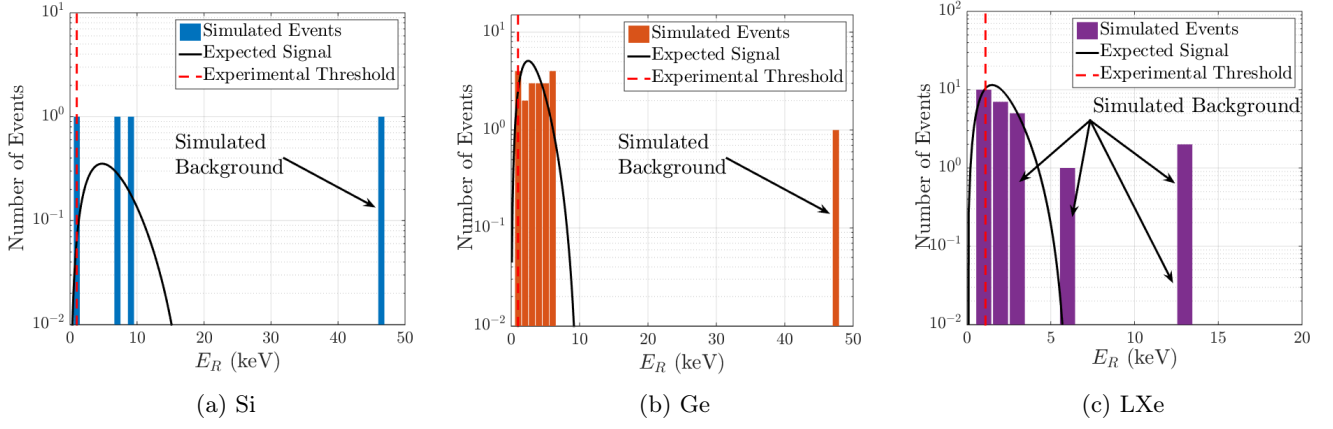 10^1
10^0
10^-1
10^-2
Number of Events
0 10 20 30 40 50
E_R (keV)
Simulated Events
Expected Signal
Experimental Threshold
Simulated
Background
(a) Si
10^1
10^0
10^-1
10^-2
Number of Events
0 10 20 30 40 50
E_R (keV)
Simulated Events
Expected Signal
Experimental Threshold
Simulated
Background
(b) Ge
10^2
10^1
10^0
10^-1
10^-2
Number of Events
0 5 10 15 20
E_R (keV)
Simulated Events
Expected Signal
Experimental Threshold
Simulated Background
(c) LXe